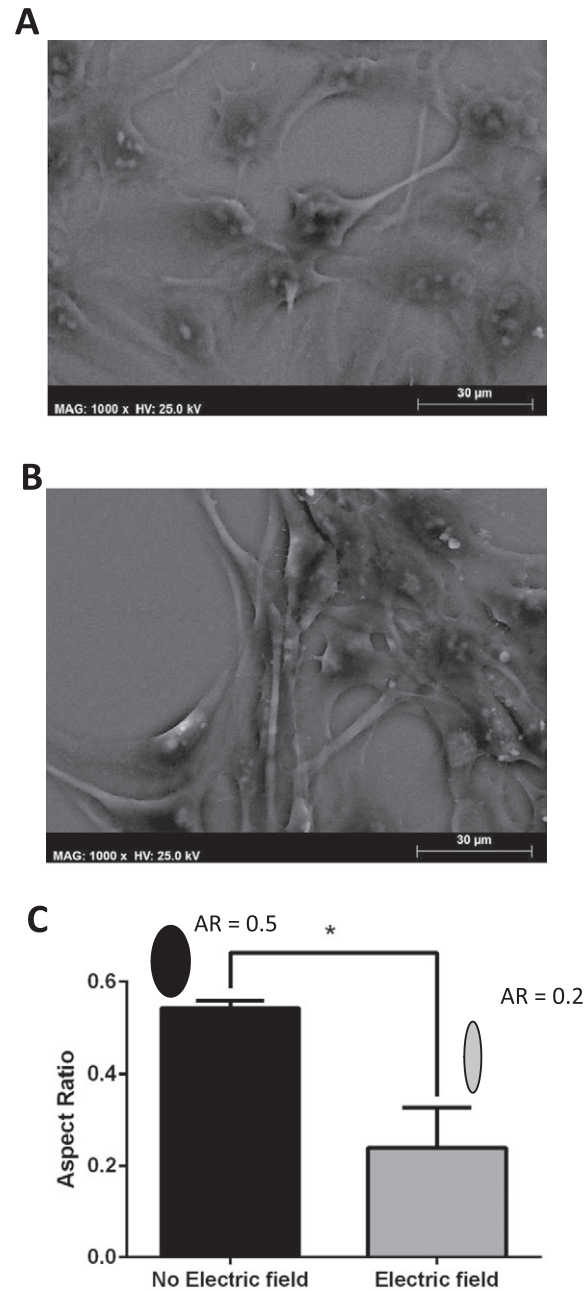 A
MAG: 1000 x HV: 25.0 kV
30 µm
B
MAG: 1000 x HV: 25.0 kV
30 µm
C
AR = 0.5
*
AR = 0.2
0.6
0.4
0.2
0.0
Aspect Ratio
No Electric field
Electric field